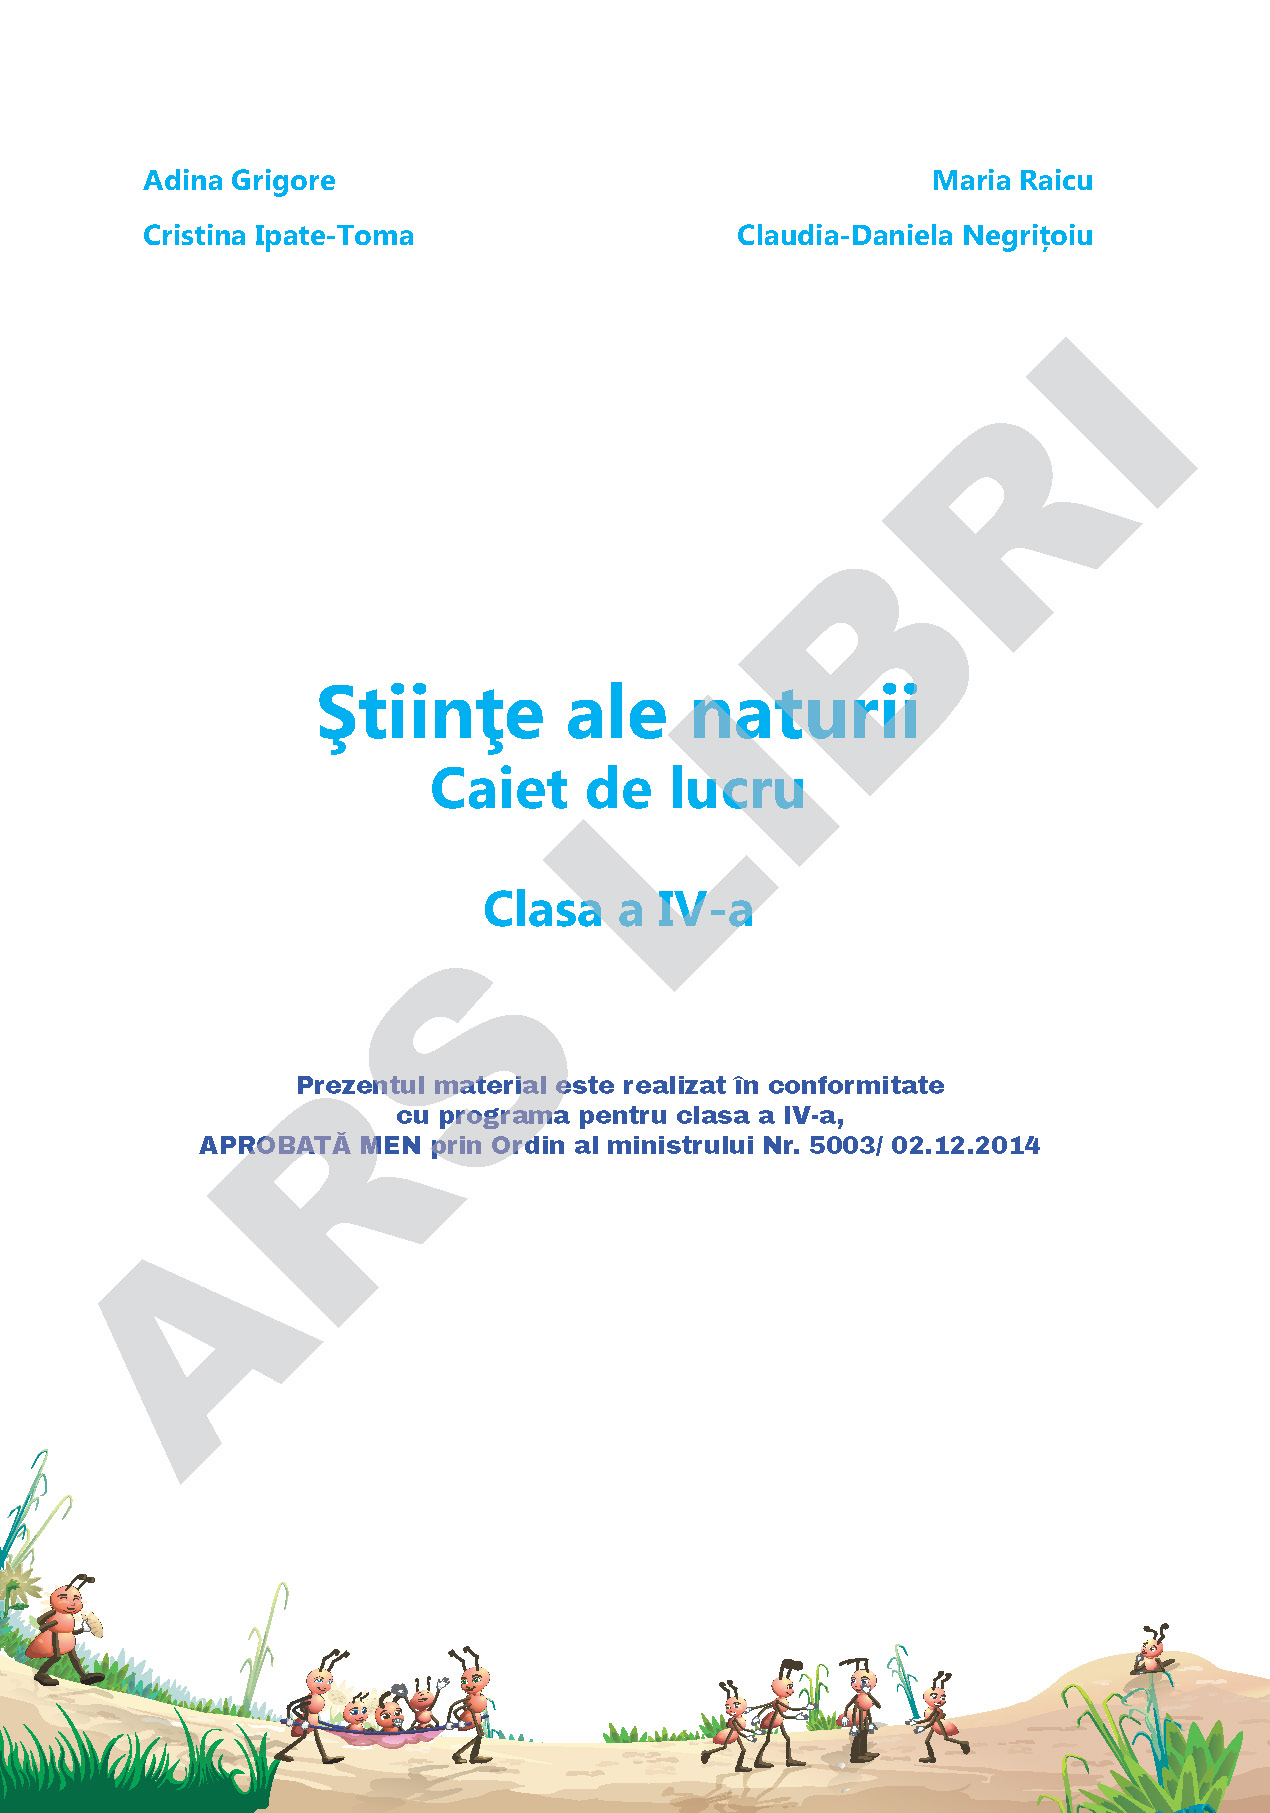 Adina Grigore
Maria Raicu
Cristina Ipate-Toma
Claudia-Daniela Negrițoiu
Ştiinţe ale naturii
Caiet de lucru
Clasa a IV-a
Prezentul material este realizat în conformitate
cu programa pentru clasa a IV-a,
APROBATĂ MEN prin Ordin al ministrului Nr. 5003/ 02.12.2014
ARS LIBRI